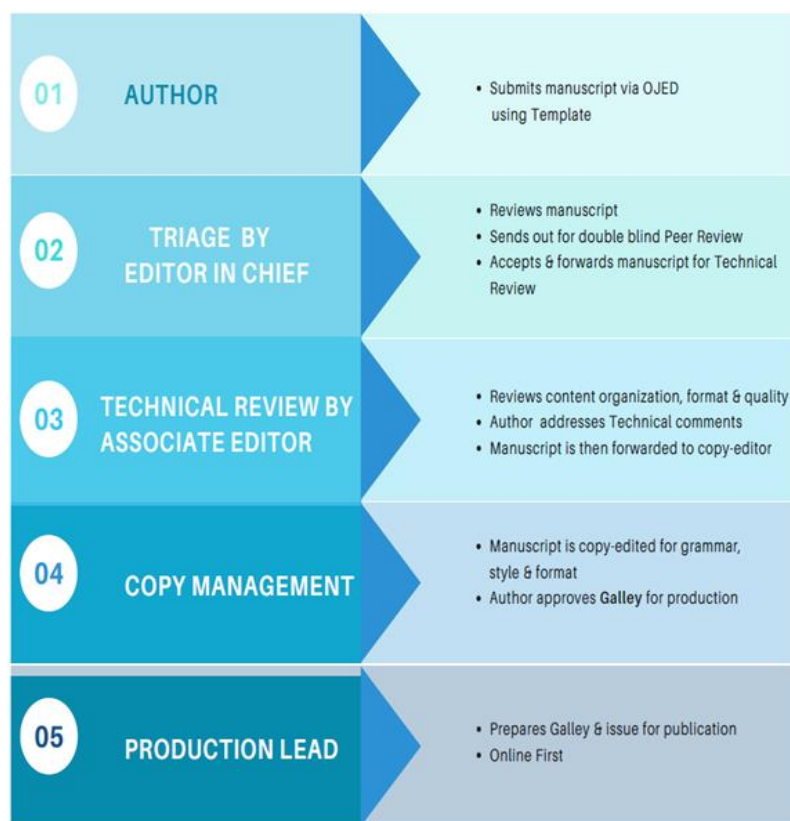 01
AUTHOR
• Submits manuscript via OJED
using Template
02
TRIAGE BY
EDITOR IN CHIEF
• Reviews manuscript
• Sends out for double blind Peer Review
• Accepts & forwards manuscript for Technical
Review
03
TECHNICAL REVIEW BY
ASSOCIATE EDITOR
• Reviews content organization, format & quality
• Author addresses Technical comments
• Manuscript is then forwarded to copy-editor
04
COPY MANAGEMENT
• Manuscript is copy-edited for grammar,
style & format
• Author approves Galley for production
05
PRODUCTION LEAD
• Prepares Galley & issue for publication
• Online First